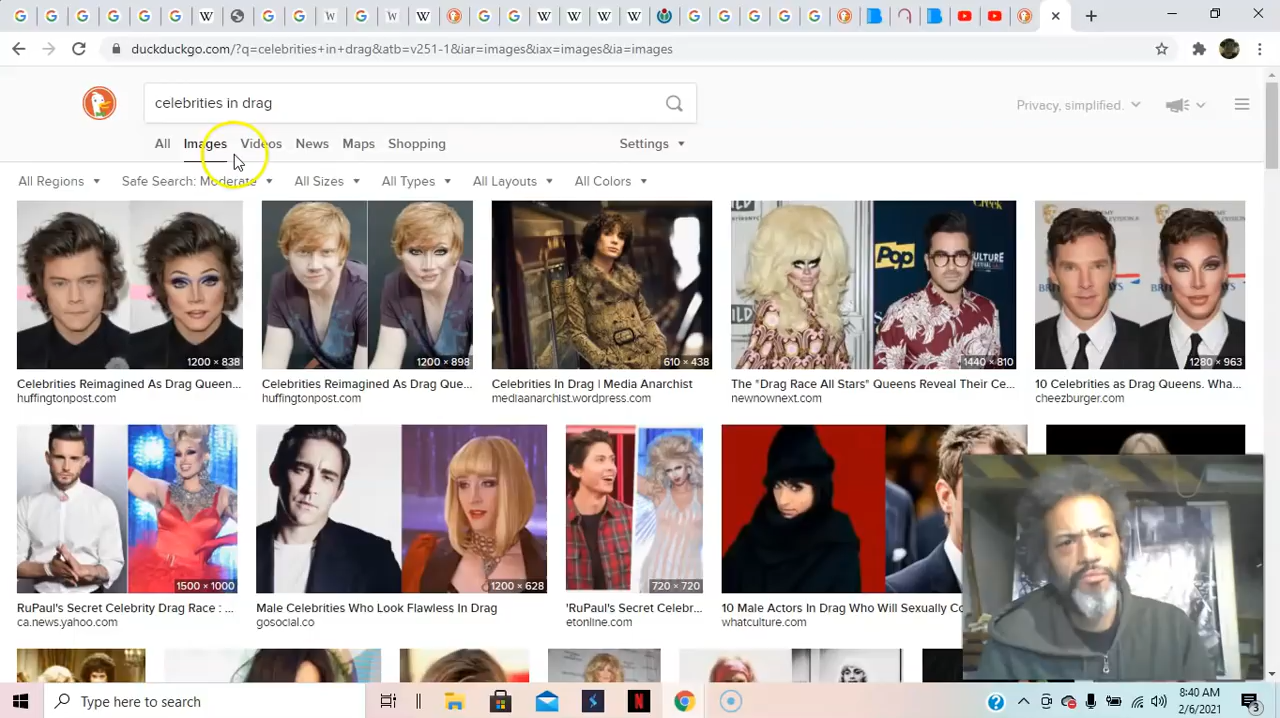 duckduckgo.com/?q=celebrities+in+drag&atb=v251-1&iar=images&iax=images&ia=images
celebrities in drag
Privacy, simplified.
All Images Videos News Maps Shopping Settings
All Regions Safe Search: Moderate All Sizes All Types All Layouts All Colors
1200 × 838
1200 × 898
610 × 438
Pop
1440 × 810
1280 × 963
Celebrities Reimagined As Drag Queen...
huffingtonpost.com
Celebrities Reimagined As Drag Que...
huffingtonpost.com
Celebrities In Drag | Media Anarchist
mediaanarchist.wordpress.com
The "Drag Race All Stars" Queens Reveal Their Ce...
newnownext.com
10 Celebrities as Drag Queens. Wha...
cheezburger.com
1500 × 1000
1200 × 628
720 × 720
RuPaul's Secret Celebrity Drag Race : ...
ca.news.yahoo.com
Male Celebrities Who Look Flawless In Drag
gosocial.co
'RuPaul's Secret Celebr...
etonline.com
10 Male Actors In Drag Who Will Sexually Co
whatculture.com
Type here to search
8:40 AM
2/6/2021
3